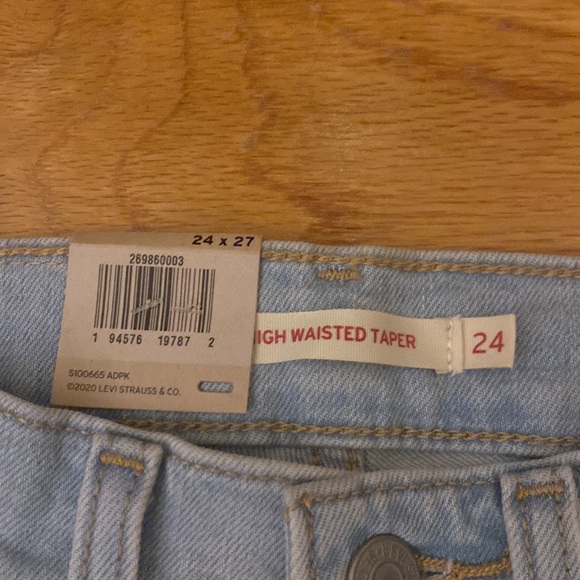 24 x 27
269860003
1 94576 19787 2
S100665 ADPK
©2020 LEVI STRAUSS & CO.
IGH WAISTED TAPER
24